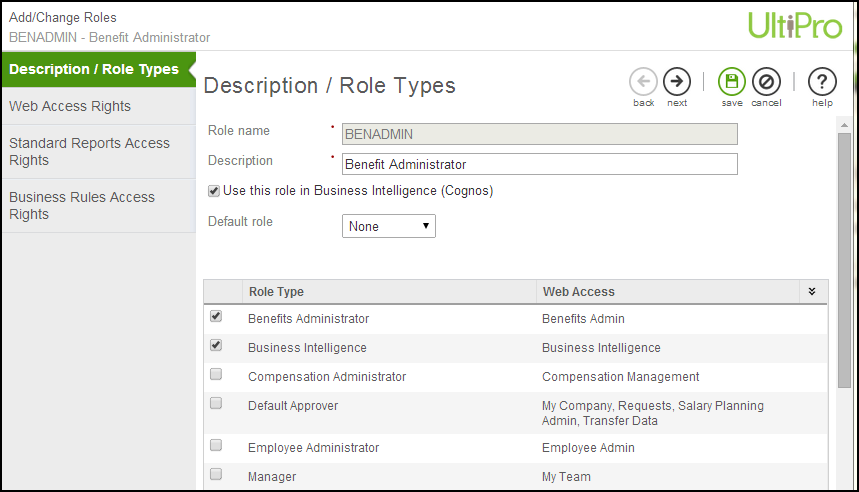 Add/Change Roles
BENADMIN - Benefit Administrator
UltiPro
Description / Role Types
Web Access Rights
Standard Reports Access
Rights
Business Rules Access
Rights
Description / Role Types
back next save cancel help
Role name * BENADMIN
Description * Benefit Administrator
Use this role in Business Intelligence (Cognos)
Default role None
Role Type Web Access
Benefits Administrator Benefits Admin
Business Intelligence Business Intelligence
Compensation Administrator Compensation Management
Default Approver My Company, Requests, Salary Planning
Admin, Transfer Data
Employee Administrator Employee Admin
Manager My Team